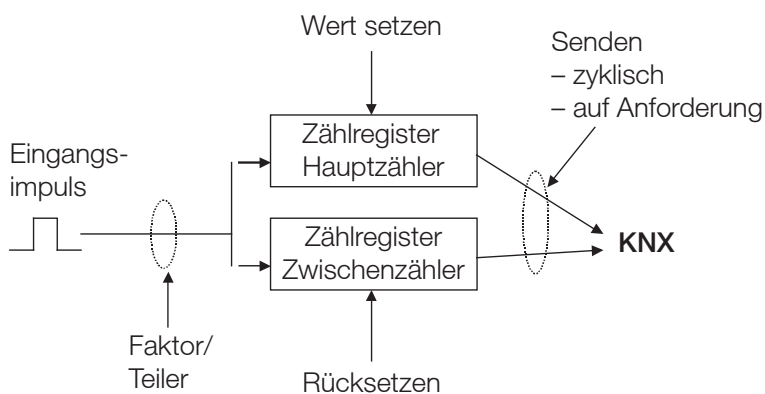 Wert setzen
Senden
– zyklisch
– auf Anforderung
Zählregister
Hauptzähler
Eingangs-
impuls
Zählregister
Zwischenzähler
KNX
Faktor/
Teiler
Rücksetzen